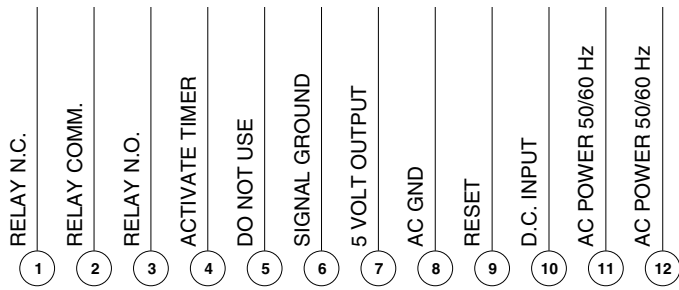 RELAY N.C.
RELAY COMM.
RELAY N.O.
ACTIVATE TIMER
DO NOT USE
SIGNAL GROUND
5 VOLT OUTPUT
AC GND
RESET
D.C. INPUT
AC POWER 50/60 Hz
AC POWER 50/60 Hz
1 2 3 4 5 6 7 8 9 10 11 12